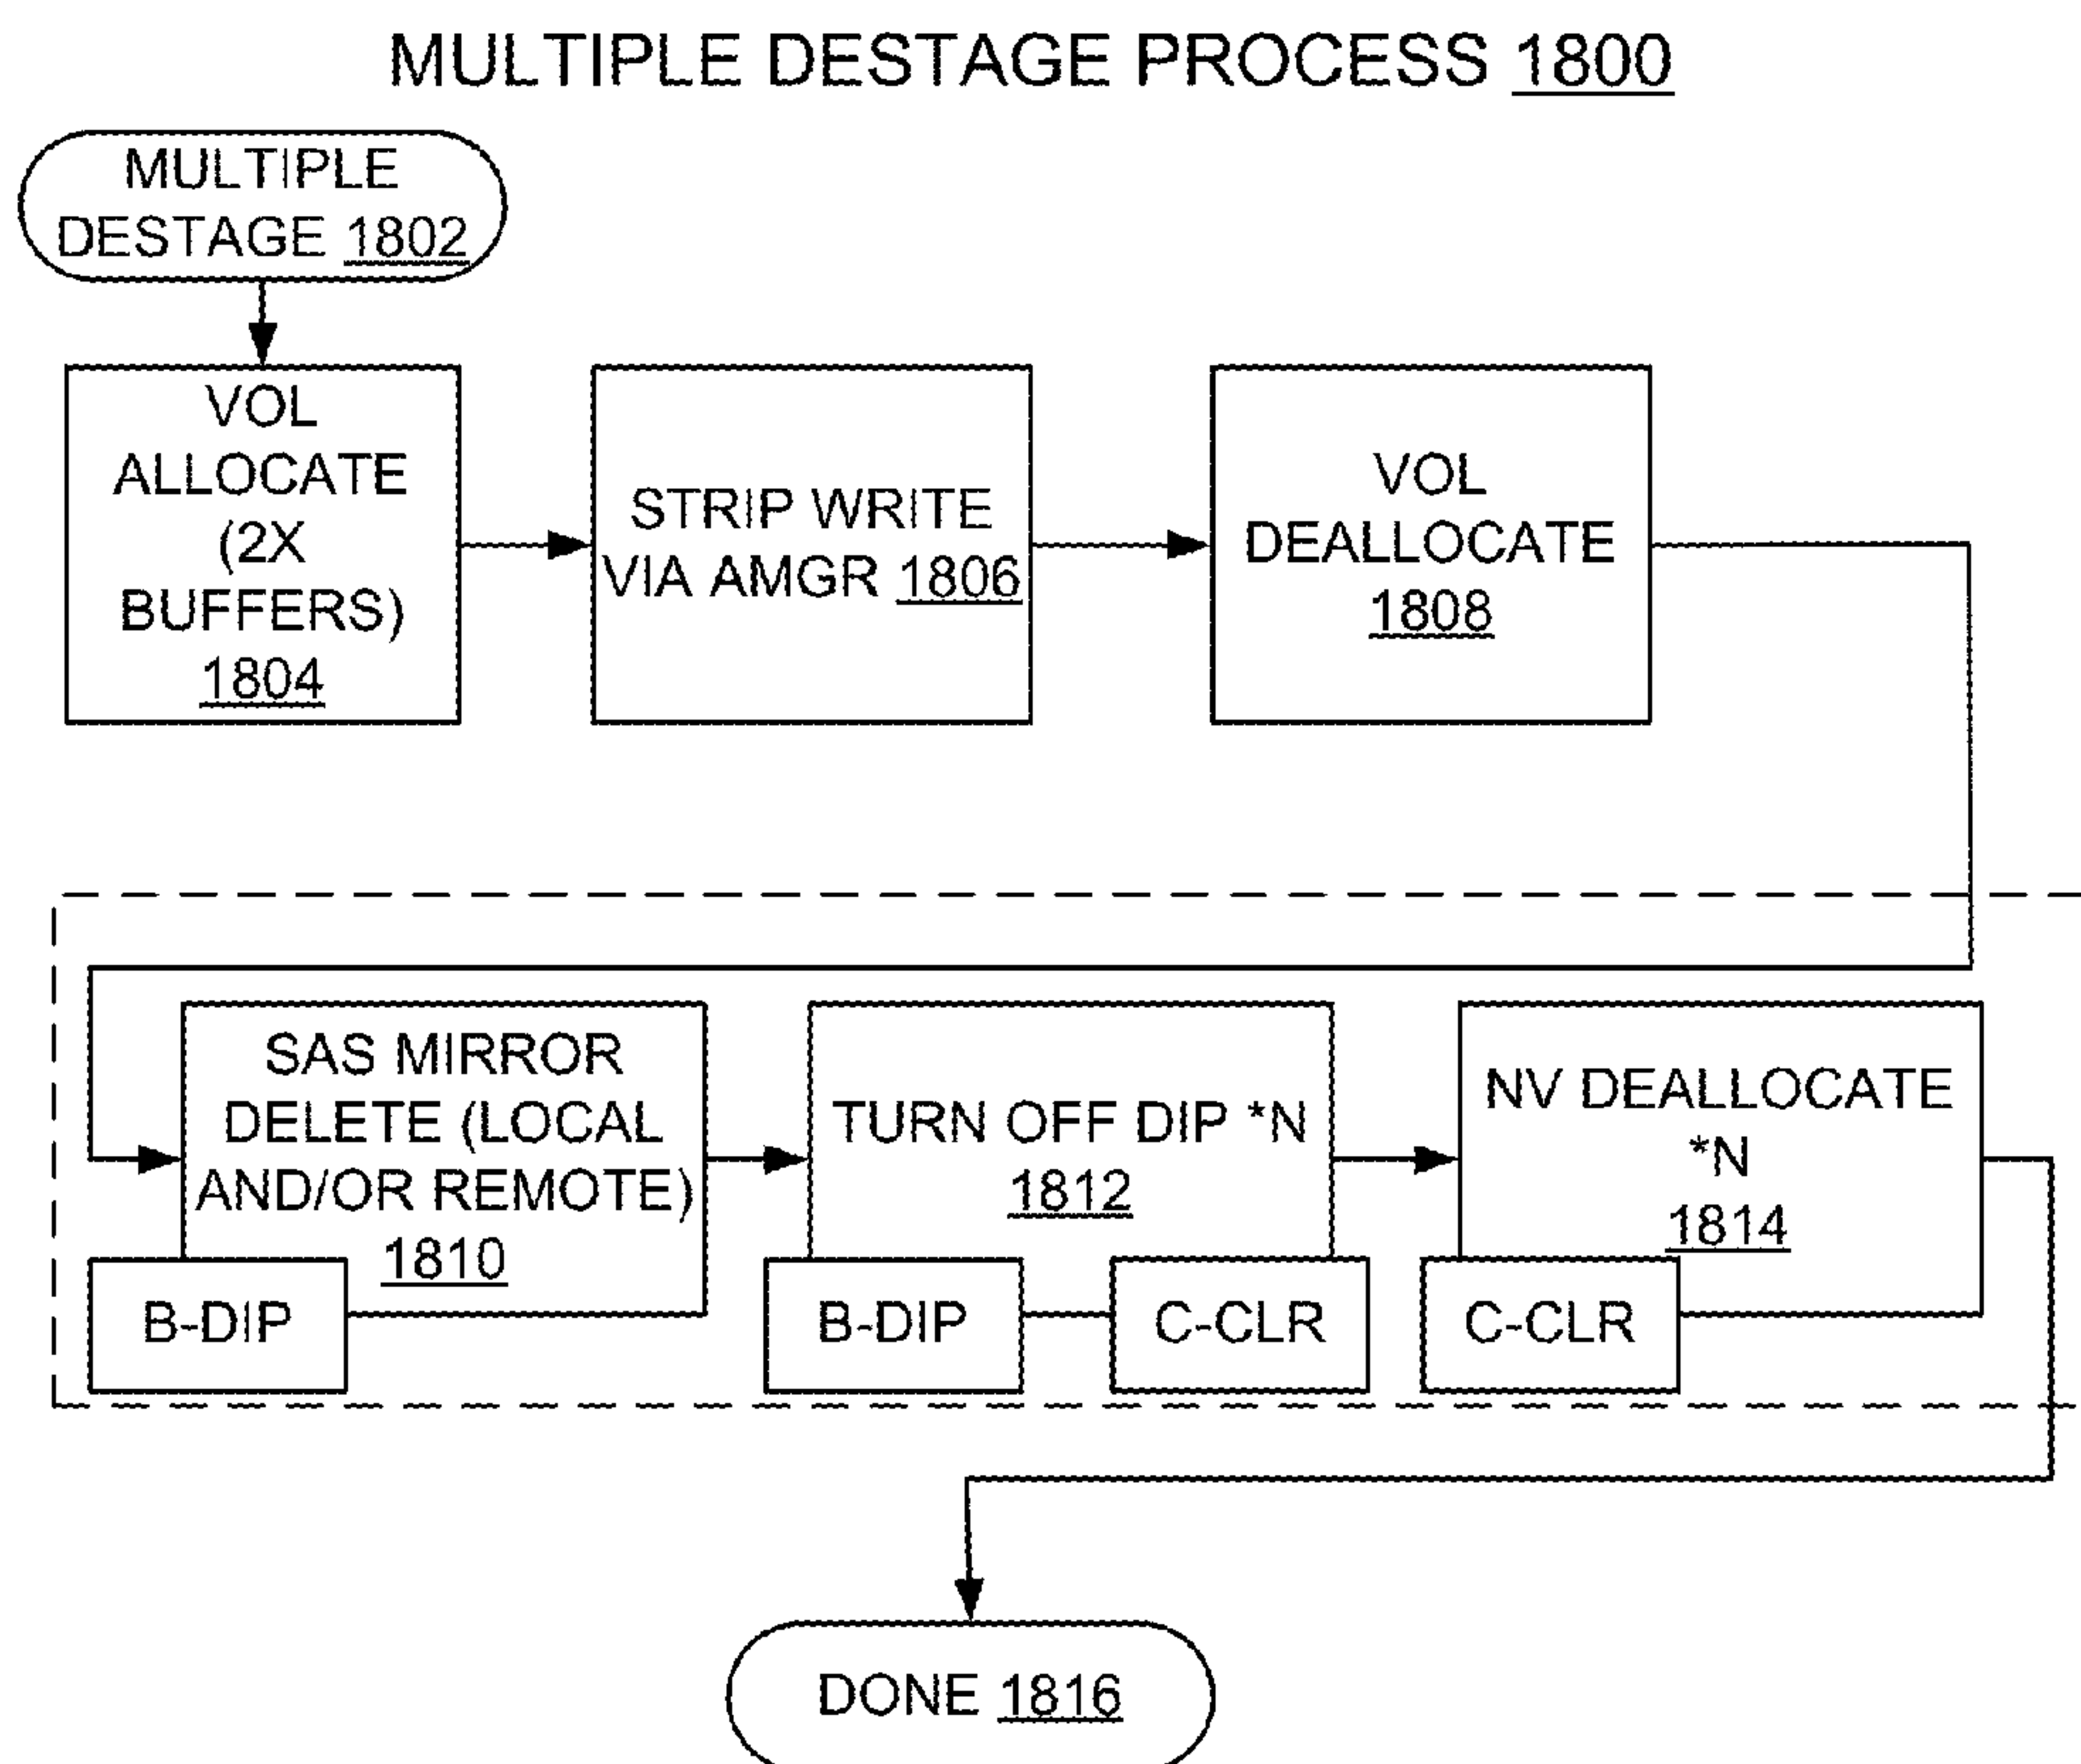 MULTIPLE DESTAGE PROCESS 1800
MULTIPLE
DESTAGE 1802
VOL
ALLOCATE
(2X
BUFFERS)
1804
STRIP WRITE
VIA AMGR 1806
VOL
DEALLOCATE
1808
SAS MIRROR
DELETE (LOCAL
AND/OR REMOTE)
1810
B-DIP
TURN OFF DIP *N
1812
B-DIP
C-CLR
NV DEALLOCATE
*N
1814
C-CLR
DONE 1816